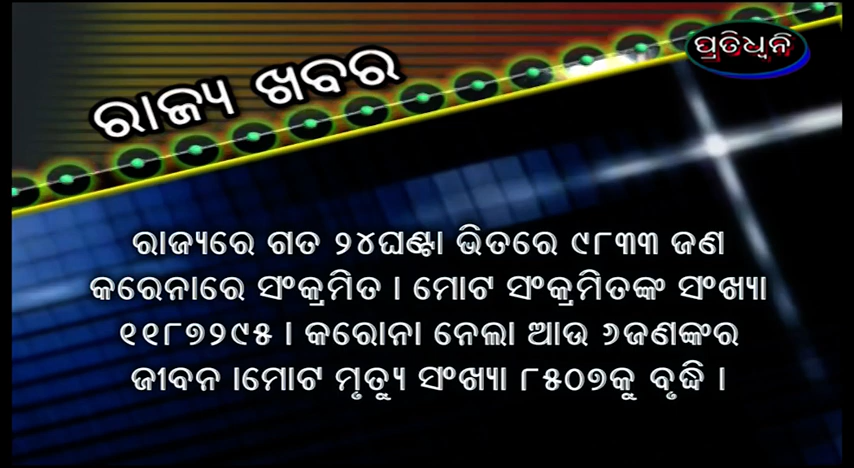 ପ୍ରତିଧ୍ୱନି
ରାଜ୍ୟ ଖବର
ରାଜ୍ୟରେ ଗତ ୨୪ଘଣ୍ଟା ଭିତରେ ୯୮୩୩ ଜଣ
କରେନାରେ ସଂକ୍ରମିତ । ମୋଟ ସଂକ୍ରମିତଙ୍କ ସଂଖ୍ୟା
୧୧୮୭୨୯୫ । କରୋନା ନେଲା ଆଉ ୬ଜଣଙ୍କର
ଜୀବନ ।ମୋଟ ମୃତ୍ୟୁ ସଂଖ୍ୟା ୮୫୦୭କୁ ବୃଦ୍ଧି ।